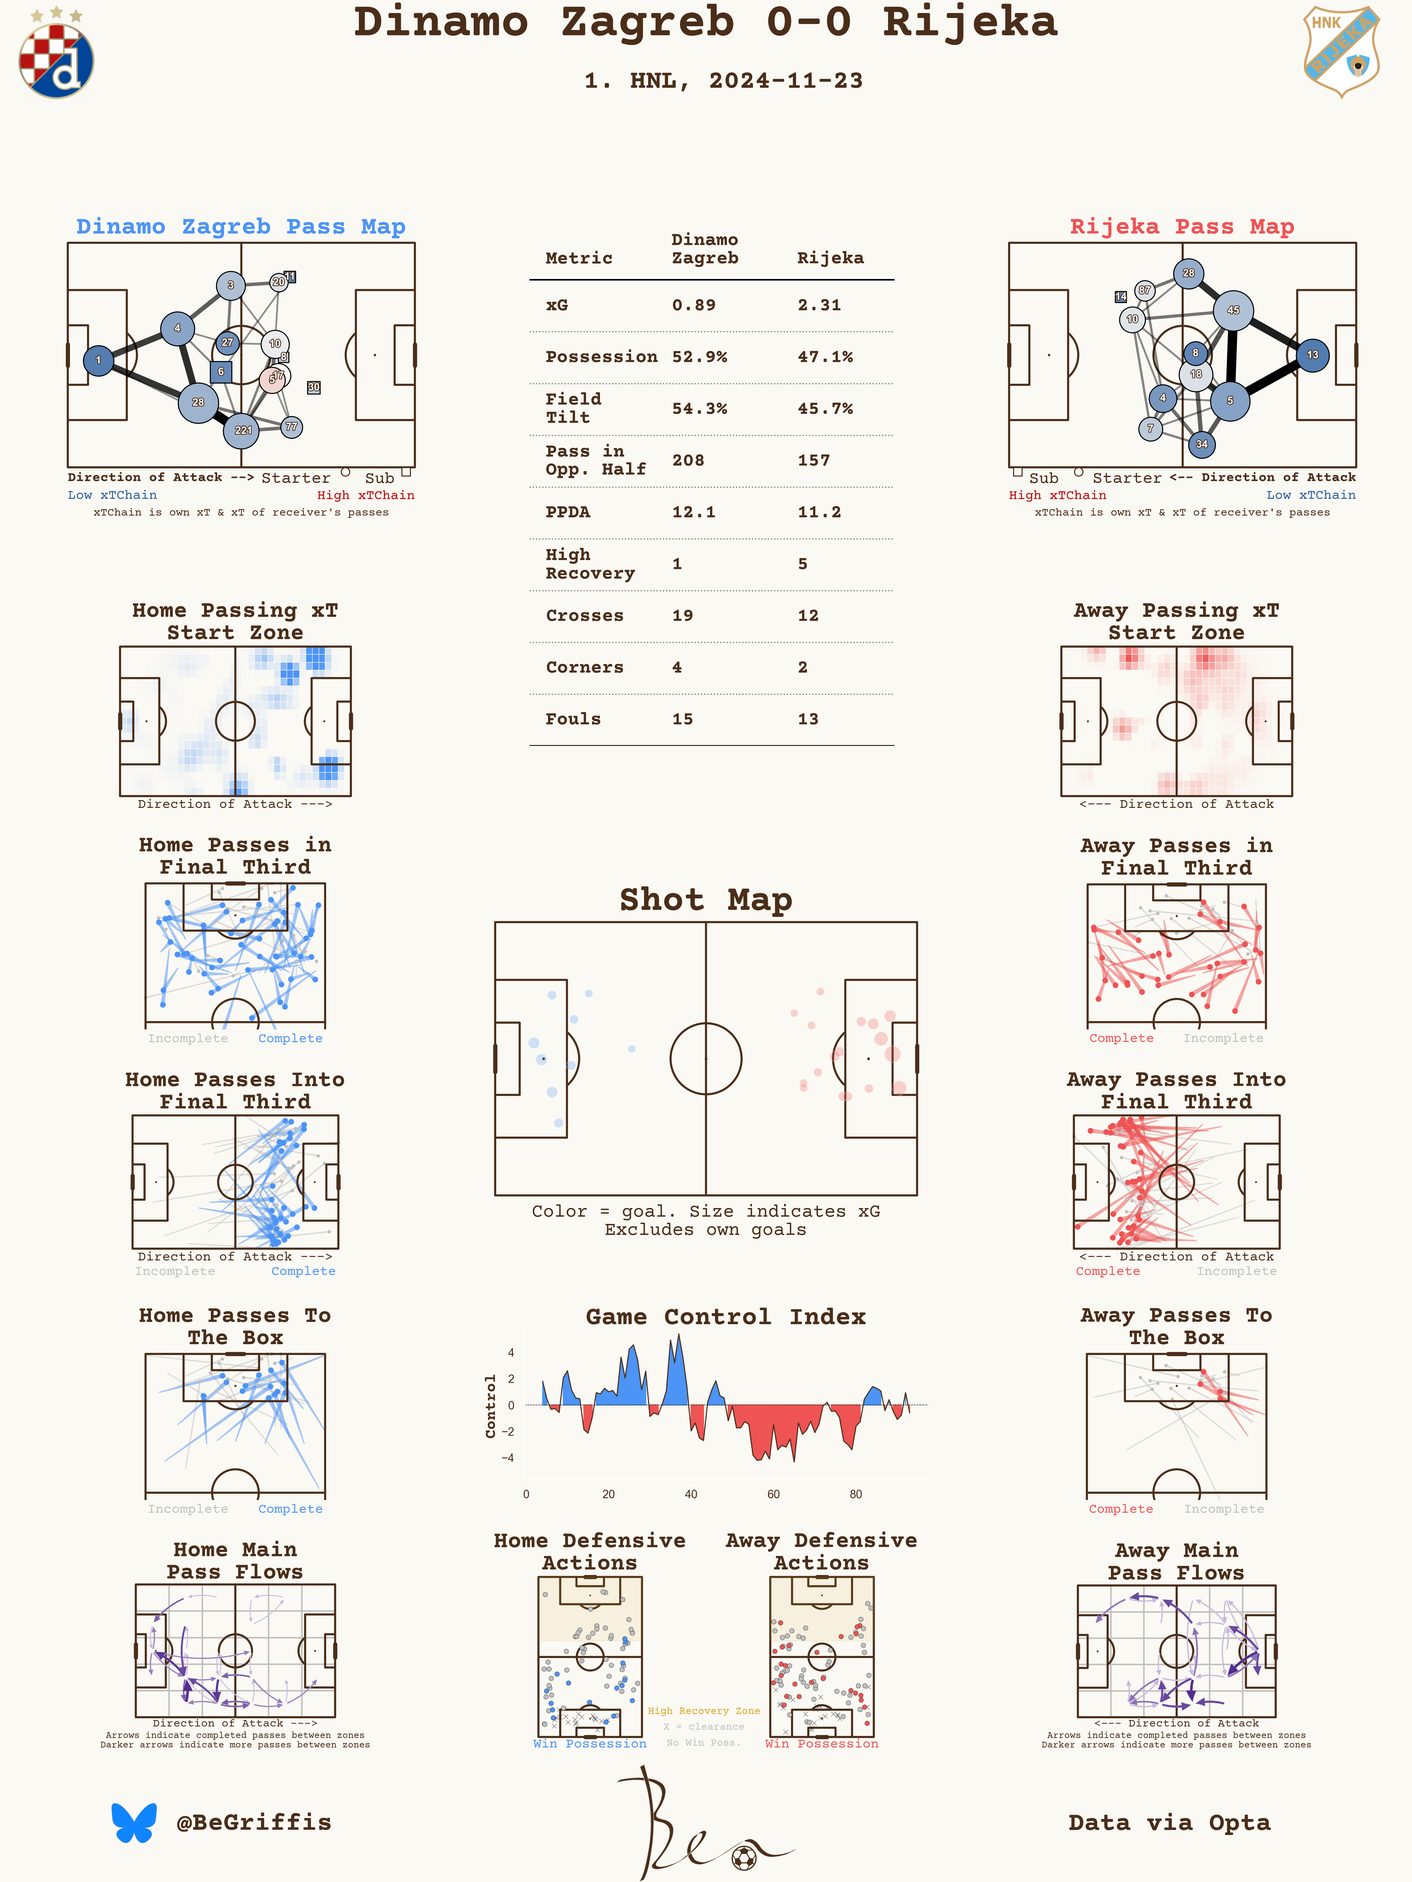 Dinamo Zagreb 0-0 Rijeka
1. HNL, 2024-11-23
HNK
RIJEKA
Dinamo Zagreb Pass Map
1
4
28
3
27
6
221
20
11
10
8
17
5
30
77
Direction of Attack --> Starter Sub
Low xTChain High xTChain
xTChain is own xT & xT of receiver's passes
Metric Dinamo Zagreb Rijeka
xG 0.89 2.31
Possession 52.9% 47.1%
Field Tilt 54.3% 45.7%
Pass in Opp. Half 208 157
PPDA 12.1 11.2
High Recovery 1 5
Crosses 19 12
Corners 4 2
Fouls 15 13
Rijeka Pass Map
28
87
14
10
45
8
13
18
4
5
7
34
Sub Starter <-- Direction of Attack
High xTChain Low xTChain
xTChain is own xT & xT of receiver's passes
Home Passing xT
Start Zone
Direction of Attack --->
Away Passing xT
Start Zone
<--- Direction of Attack
Home Passes in
Final Third
Incomplete Complete
Away Passes in
Final Third
Complete Incomplete
Shot Map
Color = goal. Size indicates xG
Excludes own goals
Home Passes Into
Final Third
Direction of Attack --->
Incomplete Complete
Away Passes Into
Final Third
<--- Direction of Attack
Complete Incomplete
Home Passes To
The Box
Incomplete Complete
Game Control Index
Control
4
2
0
−2
−4
0 20 40 60 80
Away Passes To
The Box
Complete Incomplete
Home Main
Pass Flows
Direction of Attack --->
Arrows indicate completed passes between zones
Darker arrows indicate more passes between zones
Home Defensive
Actions
Win Possession
Away Defensive
Actions
Win Possession
High Recovery Zone
X = clearance
No Win Poss.
Away Main
Pass Flows
<--- Direction of Attack
Arrows indicate completed passes between zones
Darker arrows indicate more passes between zones
@BeGriffis
Ben
Data via Opta